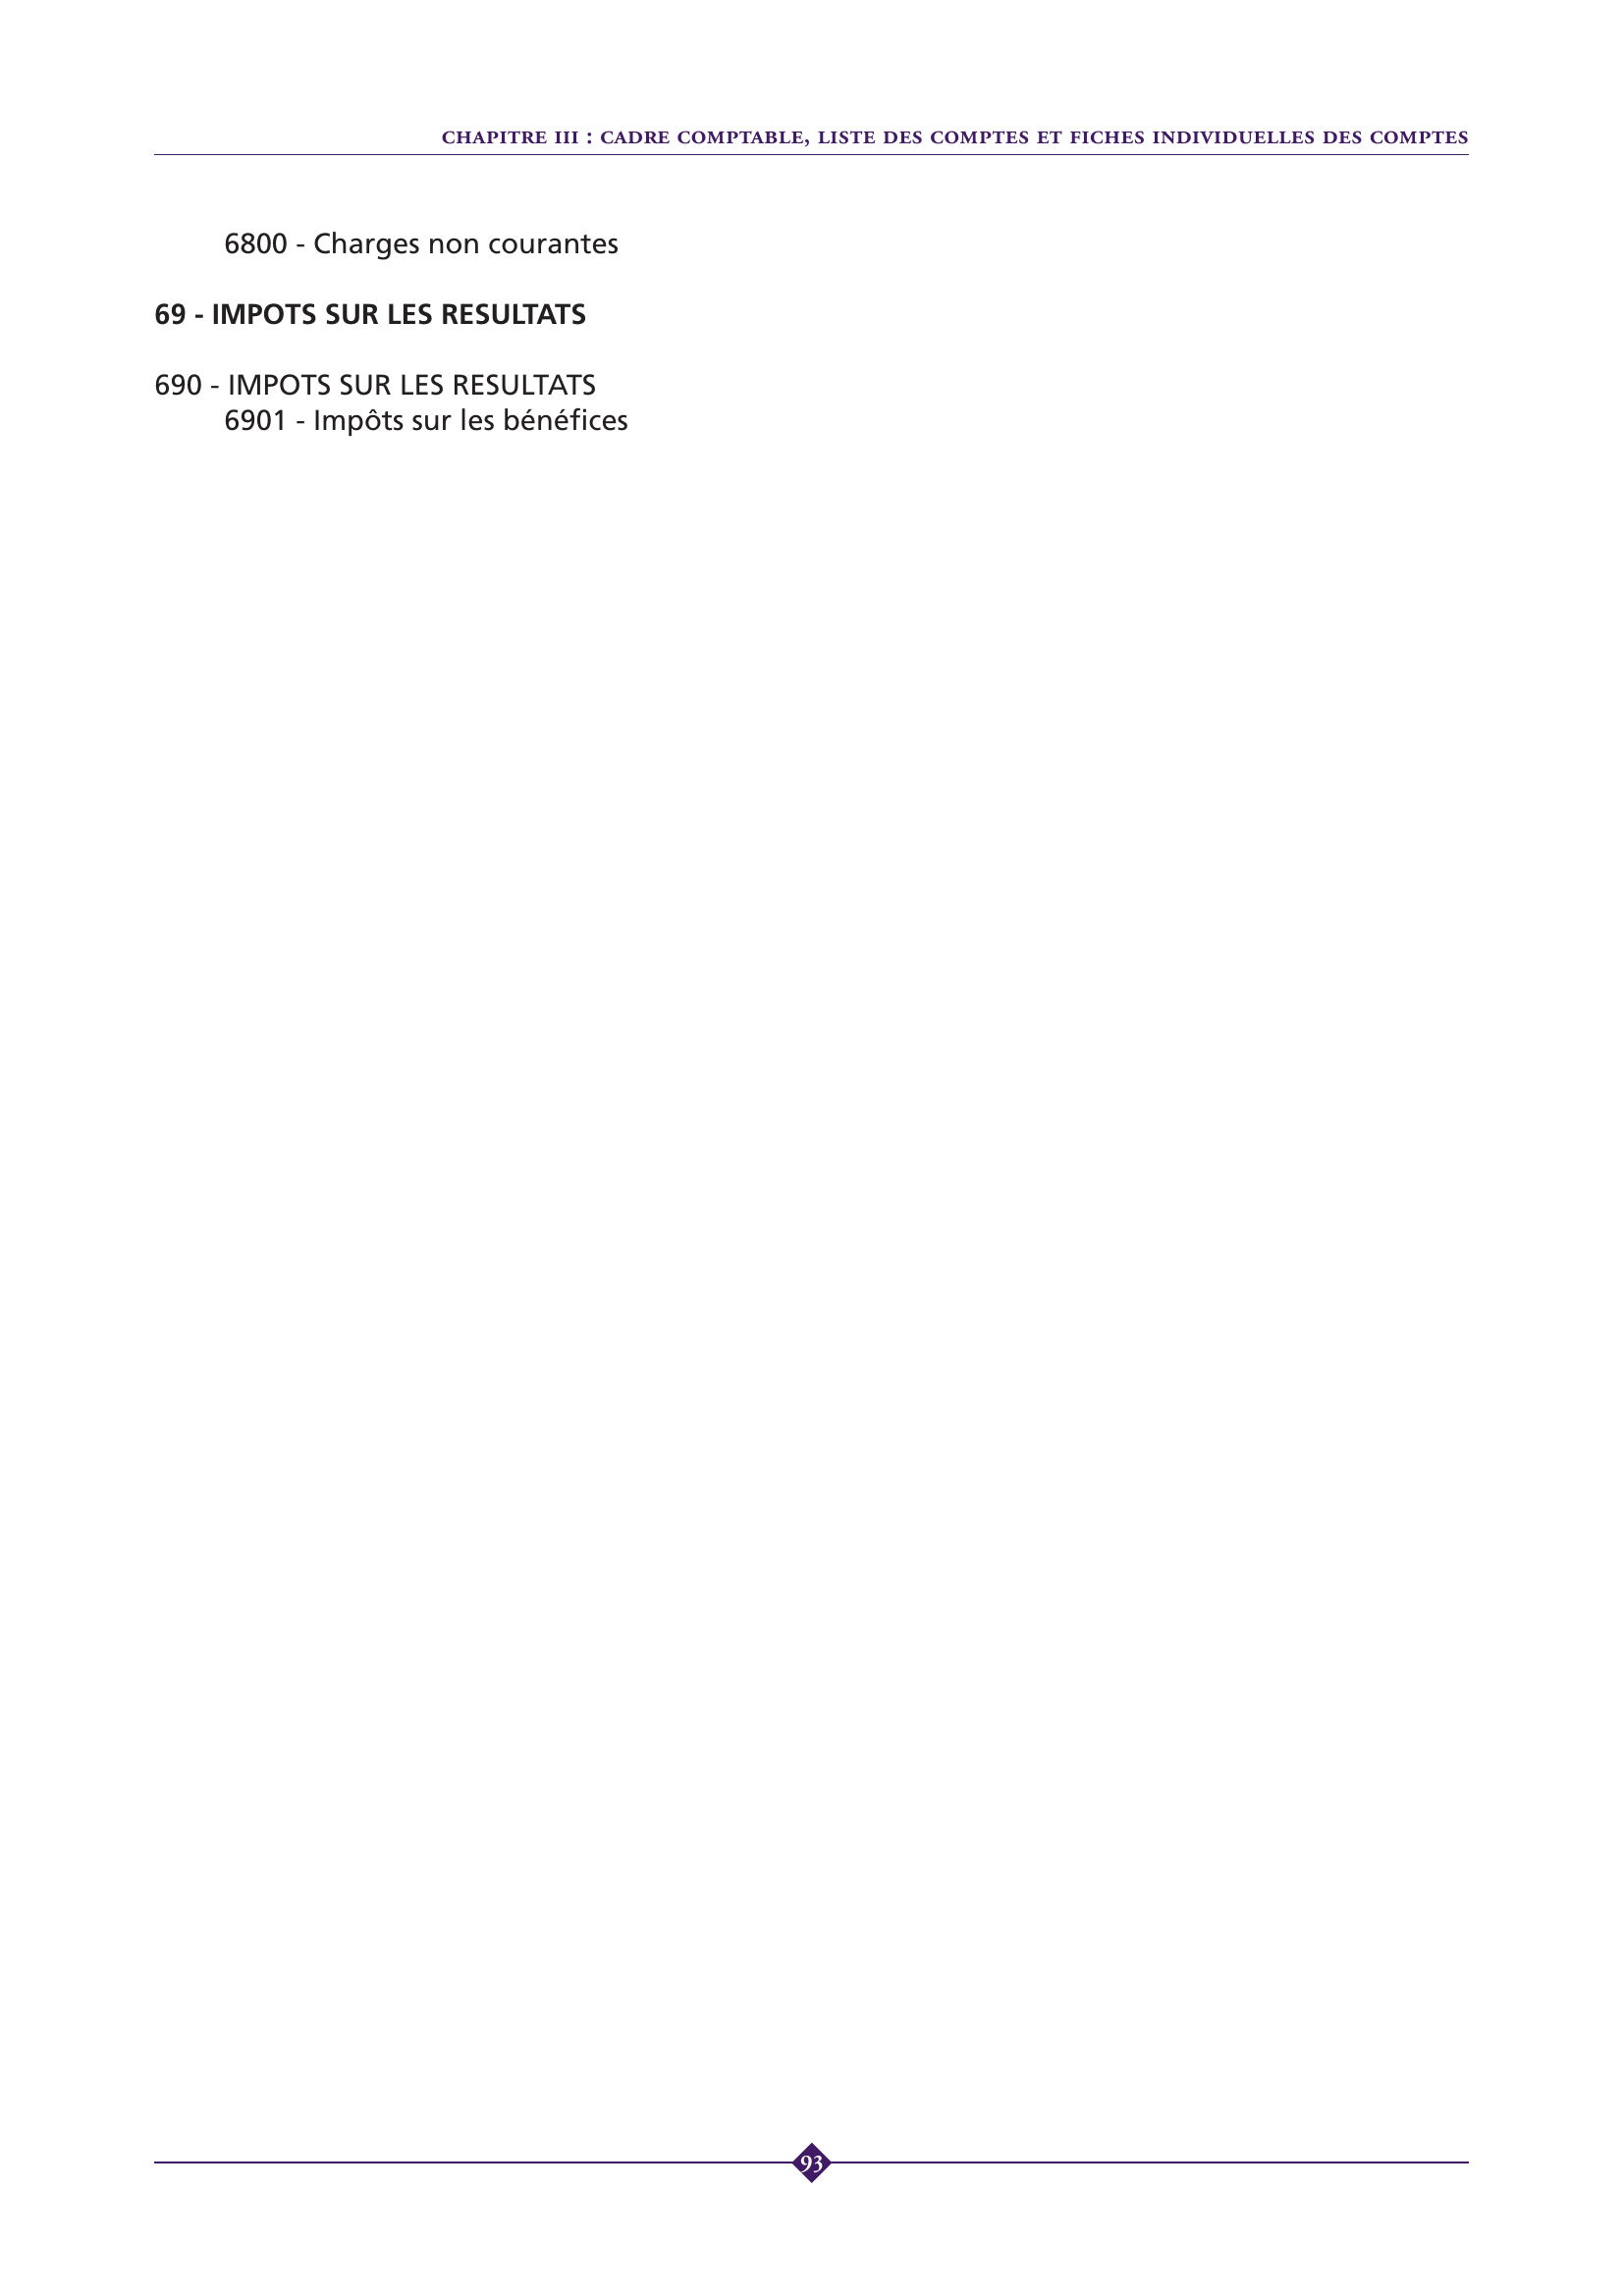 CHAPITRE III : CADRE COMPTABLE, LISTE DES COMPTES ET FICHES INDIVIDUELLES DES COMPTES
6800 - Charges non courantes
69 - IMPOTS SUR LES RESULTATS
690 - IMPOTS SUR LES RESULTATS
6901 - Impôts sur les bénéfices
93